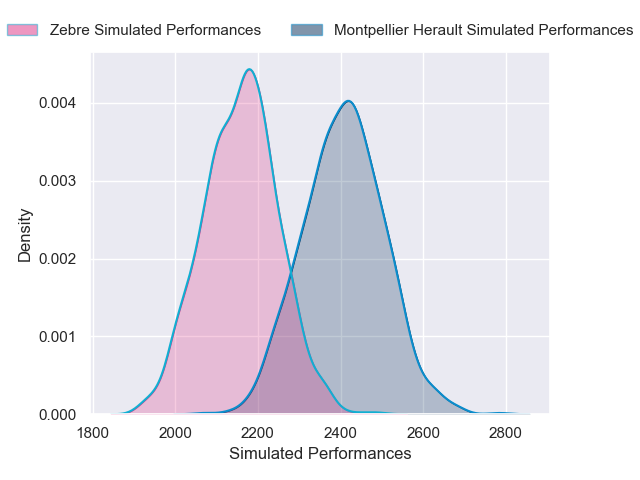 Zebre Simulated Performances
Montpellier Herault Simulated Performances
0.004
0.003
0.002
0.001
0.000
Density
1800 2000 2200 2400 2600 2800
Simulated Performances